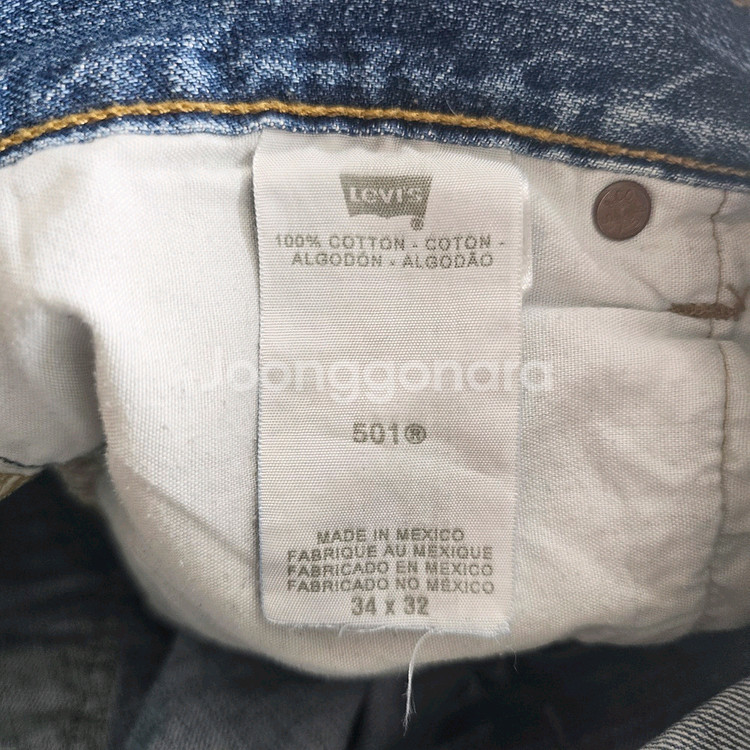 LEVI'S
®
100% COTTON - COTON -
ALGODÓN - ALGODÃO
Joonggonara
501®
MADE IN MEXICO
FABRIQUE AU MEXIQUE
FABRICADO EN MEXICO
FABRICADO NO MÉXICO
34 x 32